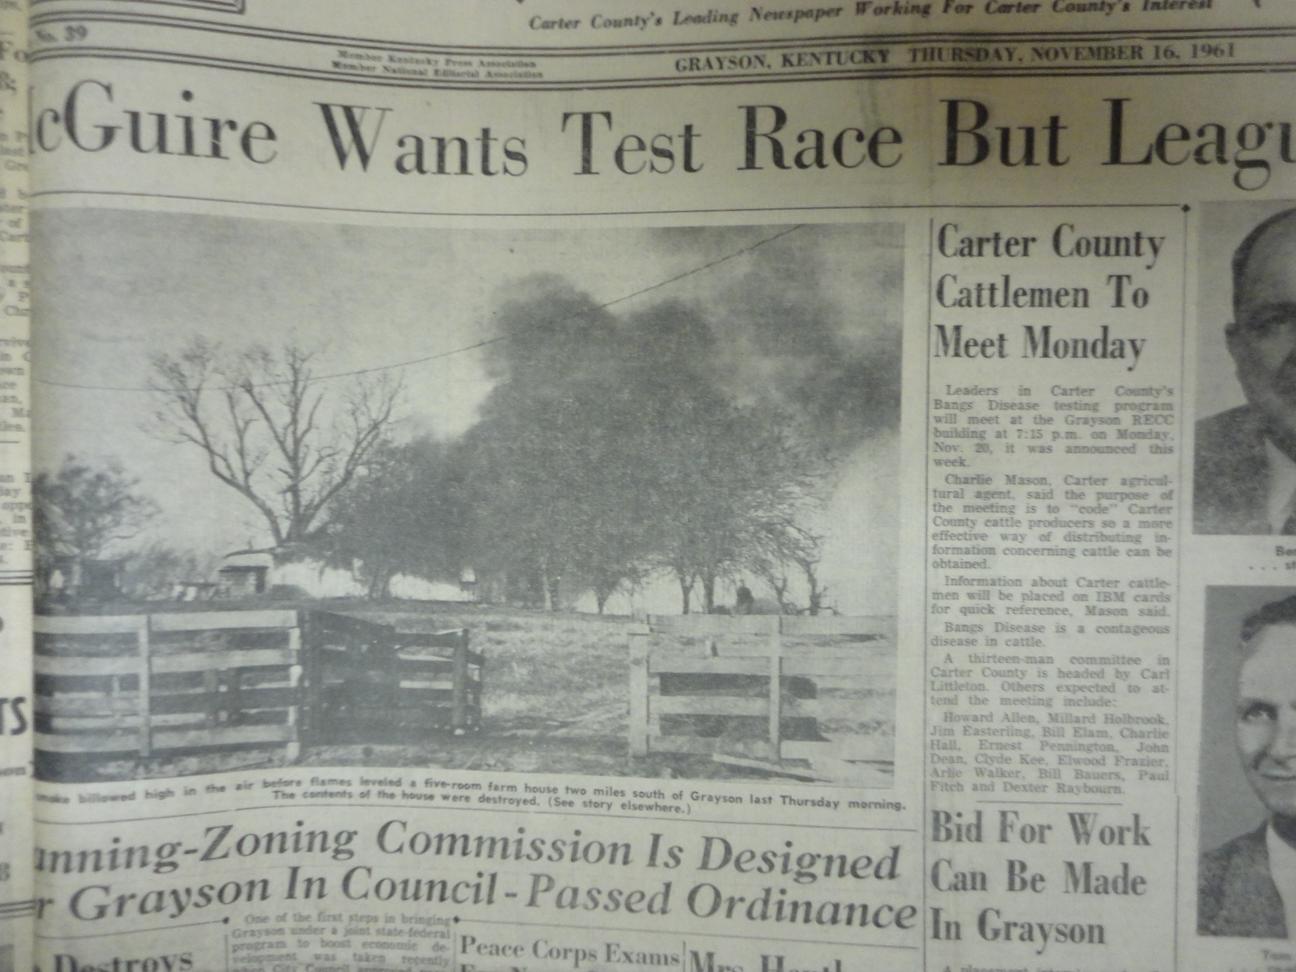 Carter County's Leading Newspaper Working For Carter County's Interest
No. 39
Member Kentucky Press Association
Member National Editorial Association
GRAYSON, KENTUCKY THURSDAY, NOVEMBER 16, 1961
cGuire Wants Test Race But Leagu
moke billowed high in the air before flames leveled a five-room farm house two miles south of Grayson last Thursday morning.
The contents of the house were destroyed. (See story elsewhere.)
anning-Zoning Commission Is Designed
r Grayson In Council-Passed Ordinance
One of the first steps in bringing
Grayson under a joint state-federal
program to boost economic de-
velopment was taken recently
Destroys
Peace Corps Exams
Carter County
Cattlemen To
Meet Monday
Leaders in Carter County's
Bangs Disease testing program
will meet at the Grayson RECC
building at 7:15 p.m. on Monday,
Nov. 20, it was announced this
week.
Charlie Mason, Carter agricul-
tural agent, said the purpose of
the meeting is to "code" Carter
County cattle producers so a more
effective way of distributing in-
formation concerning cattle can be
obtained.
Information about Carter cattle-
men will be placed on IBM cards
for quick reference, Mason said.
Bangs Disease is a contageous
disease in cattle.
A thirteen-man committee in
Carter County is headed by Carl
Littleton. Others expected to at-
tend the meeting include:
Howard Allen, Millard Holbrook,
Jim Easterling, Bill Elam, Charlie
Hall, Ernest Pennington, John
Dean, Clyde Kee, Elwood Frazier,
Arlie Walker, Bill Bauers, Paul
Fitch and Dexter Raybourn.
Bid For Work
Can Be Made
In Grayson